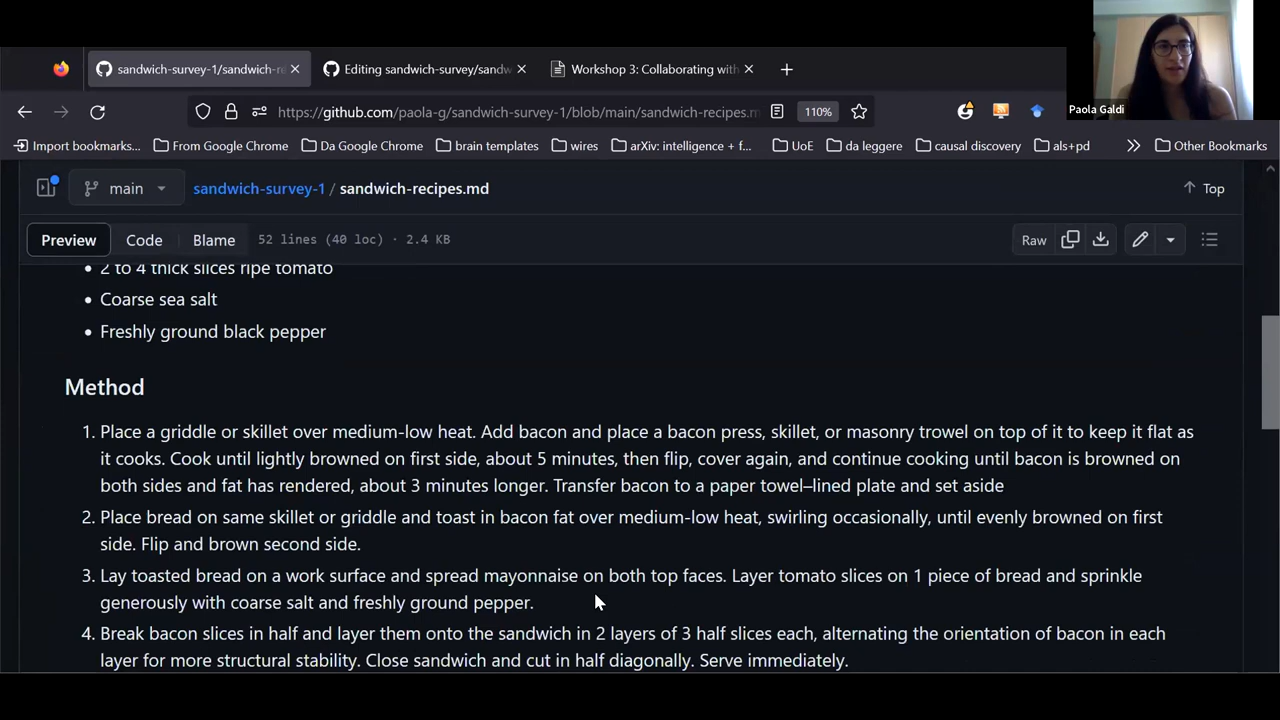 sandwich-survey-1/sandwich-r
Editing sandwich-survey/sandw
Workshop 3: Collaborating with
Paola Galdi
https://github.com/paola-g/sandwich-survey-1/blob/main/sandwich-recipes.m
110%
Import bookmarks...
From Google Chrome
Da Google Chrome
brain templates
wires
arXiv: intelligence + f...
UoE
da leggere
causal discovery
als+pd
Other Bookmarks
main
sandwich-survey-1 / sandwich-recipes.md
Top
Preview
Code
Blame
52 lines (40 loc) · 2.4 KB
Raw
• 2 to 4 thick slices ripe tomato
• Coarse sea salt
• Freshly ground black pepper
Method
1. Place a griddle or skillet over medium-low heat. Add bacon and place a bacon press, skillet, or masonry trowel on top of it to keep it flat as
it cooks. Cook until lightly browned on first side, about 5 minutes, then flip, cover again, and continue cooking until bacon is browned on
both sides and fat has rendered, about 3 minutes longer. Transfer bacon to a paper towel–lined plate and set aside
2. Place bread on same skillet or griddle and toast in bacon fat over medium-low heat, swirling occasionally, until evenly browned on first
side. Flip and brown second side.
3. Lay toasted bread on a work surface and spread mayonnaise on both top faces. Layer tomato slices on 1 piece of bread and sprinkle
generously with coarse salt and freshly ground pepper.
4. Break bacon slices in half and layer them onto the sandwich in 2 layers of 3 half slices each, alternating the orientation of bacon in each
layer for more structural stability. Close sandwich and cut in half diagonally. Serve immediately.